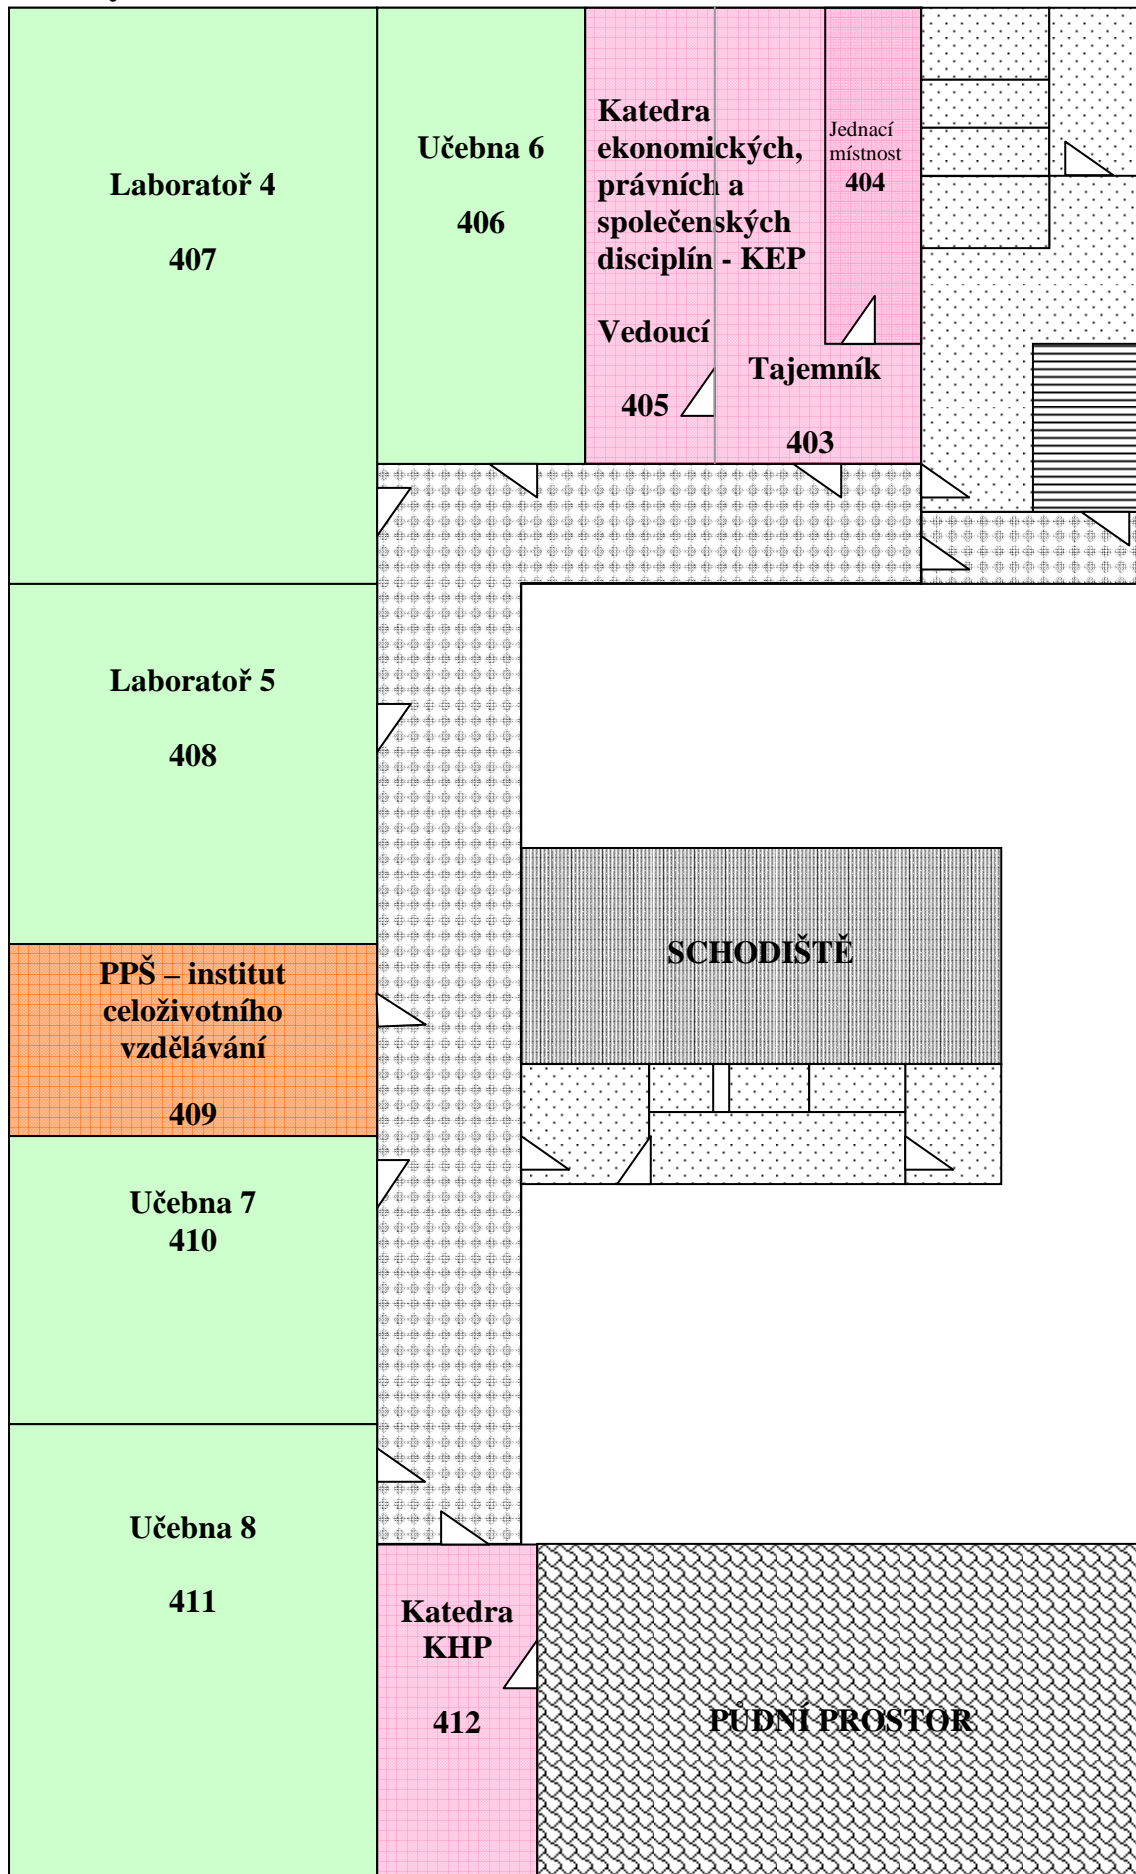 Laboratoř 4
407
Učebna 6
406
Katedra
ekonomických,
právních a
společenských
disciplín - KEP
Vedoucí
405
Jednací
místnost
404
Tajemník
403
Laboratoř 5
408
SCHODIŠTĚ
PPŠ – institut
celoživotního
vzdělávání
409
Učebna 7
410
Učebna 8
411
Katedra
KHP
412
PŮDNÍ PROSTOR